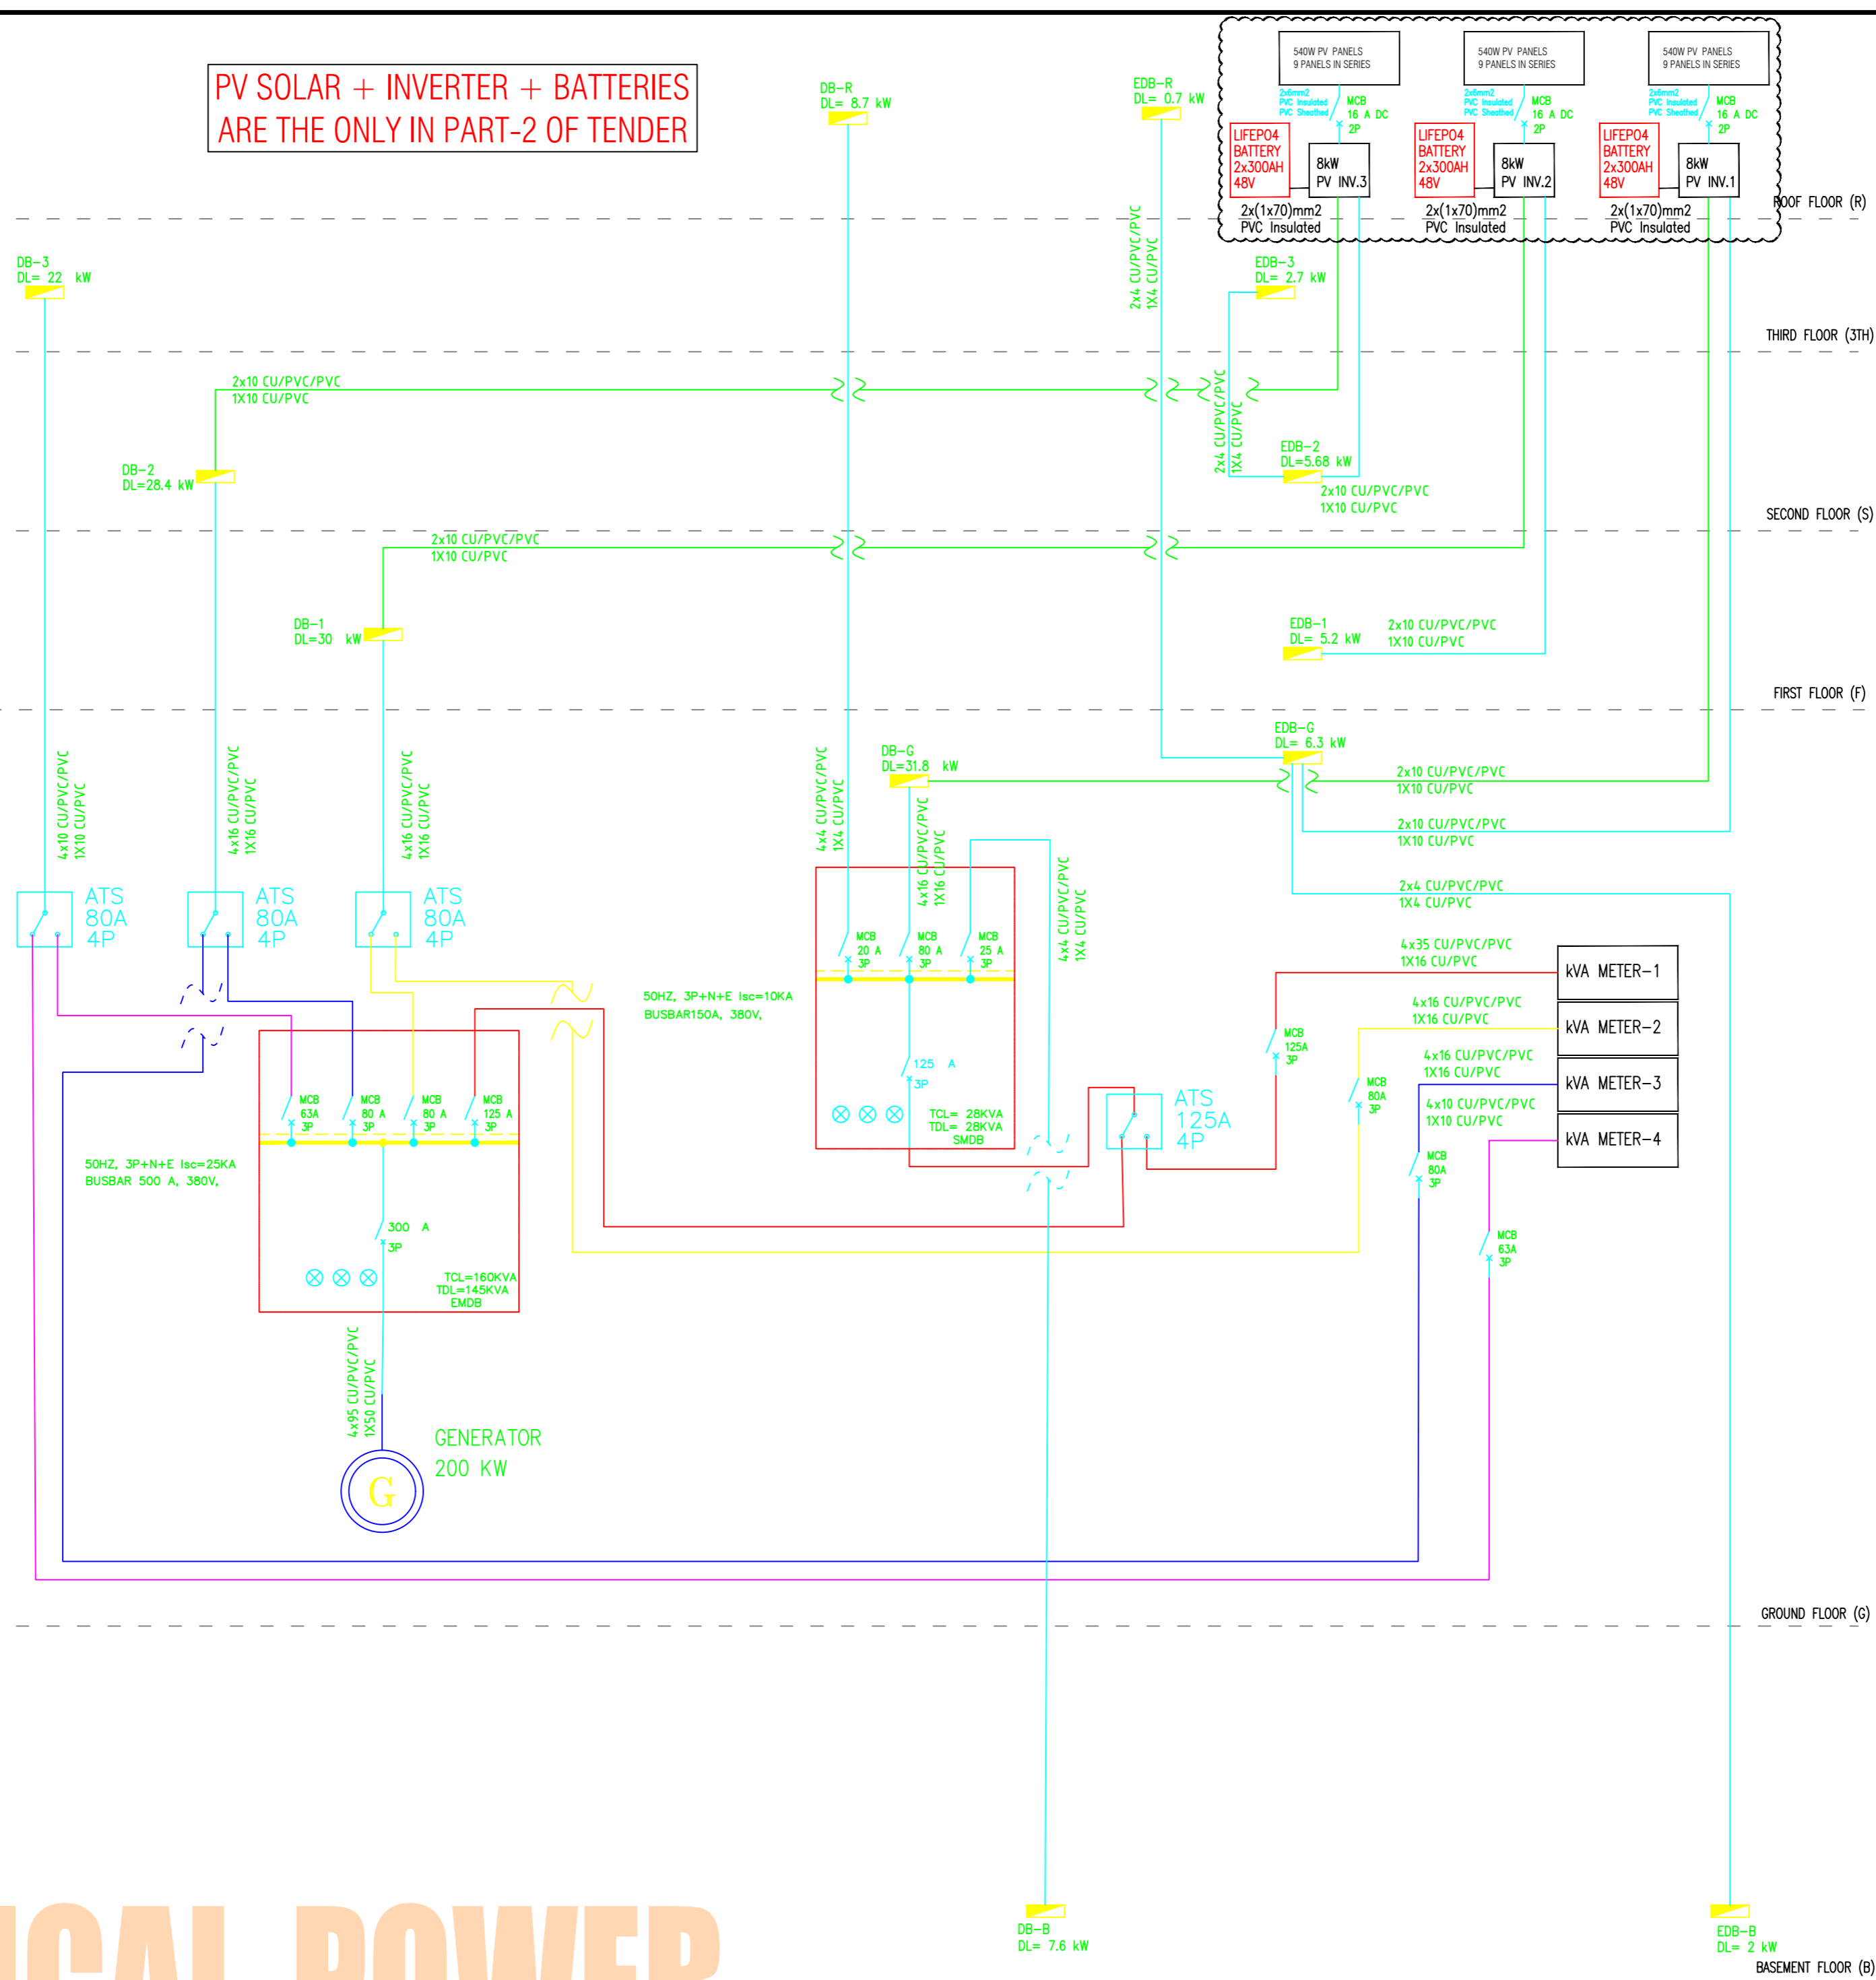 PV SOLAR + INVERTER + BATTERIES
ARE THE ONLY IN PART-2 OF TENDER
DB-R
DL= 8.7 kW
EDB-R
DL= 0.7 kW
540W PV PANELS
9 PANELS IN SERIES
2x6mm2
PVC Insulated
PVC Sheathed
MCB
16 A DC
2P
LIFEPO4
BATTERY
2x300AH
48V
8kW
PV INV.3
2x(1x70)mm2
PVC Insulated
540W PV PANELS
9 PANELS IN SERIES
2x6mm2
PVC Insulated
PVC Sheathed
MCB
16 A DC
2P
LIFEPO4
BATTERY
2x300AH
48V
8kW
PV INV.2
2x(1x70)mm2
PVC Insulated
540W PV PANELS
9 PANELS IN SERIES
2x6mm2
PVC Insulated
PVC Sheathed
MCB
16 A DC
2P
LIFEPO4
BATTERY
2x300AH
48V
8kW
PV INV.1
2x(1x70)mm2
PVC Insulated
ROOF FLOOR (R)
2x4 CU/PVC/PVC
1X4 CU/PVC
DB-3
DL= 22 kW
EDB-3
DL= 2.7 kW
THIRD FLOOR (3TH)
2x10 CU/PVC/PVC
1X10 CU/PVC
2x4 CU/PVC/PVC
1X4 CU/PVC
DB-2
DL=28.4 kW
EDB-2
DL=5.68 kW
2x10 CU/PVC/PVC
1X10 CU/PVC
SECOND FLOOR (S)
2x10 CU/PVC/PVC
1X10 CU/PVC
DB-1
DL=30 kW
EDB-1
DL= 5.2 kW
2x10 CU/PVC/PVC
1X10 CU/PVC
FIRST FLOOR (F)
4x10 CU/PVC/PVC
1X10 CU/PVC
4x16 CU/PVC/PVC
1X16 CU/PVC
4x16 CU/PVC/PVC
1X16 CU/PVC
4x4 CU/PVC/PVC
1X4 CU/PVC
DB-G
DL=31.8 kW
4x16 CU/PVC/PVC
1X16 CU/PVC
4x4 CU/PVC/PVC
1X4 CU/PVC
EDB-G
DL= 6.3 kW
2x10 CU/PVC/PVC
1X10 CU/PVC
2x10 CU/PVC/PVC
1X10 CU/PVC
2x4 CU/PVC/PVC
1X4 CU/PVC
ATS
80A
4P
ATS
80A
4P
ATS
80A
4P
MCB
20 A
3P
MCB
80 A
3P
MCB
25 A
3P
50HZ, 3P+N+E Isc=10KA
BUSBAR150A, 380V,
125 A
3P
TCL= 28KVA
TDL= 28KVA
SMDB
ATS
125A
4P
4x35 CU/PVC/PVC
1X16 CU/PVC
kVA METER-1
4x16 CU/PVC/PVC
1X16 CU/PVC
kVA METER-2
4x16 CU/PVC/PVC
1X16 CU/PVC
kVA METER-3
4x10 CU/PVC/PVC
1X10 CU/PVC
kVA METER-4
MCB
125A
3P
MCB
80A
3P
MCB
80A
3P
MCB
63A
3P
MCB
63A
3P
MCB
80 A
3P
MCB
80 A
3P
MCB
125 A
3P
50HZ, 3P+N+E Isc=25KA
BUSBAR 500 A, 380V,
300 A
3P
TCL=160KVA
TDL=145KVA
EMDB
4x95 CU/PVC/PVC
1X50 CU/PVC
GENERATOR
200 KW
G
GROUND FLOOR (G)
DB-B
DL= 7.6 kW
EDB-B
DL= 2 kW
BASEMENT FLOOR (B)
ICAL POWER